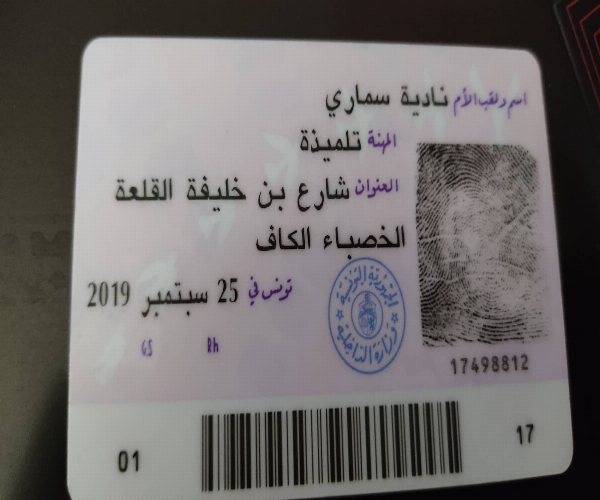 اسم ولقب الأم نادية سماري
المهنة تلميذة
العنوان شارع بن خليفة القلعة
الخصباء الكاف
تونس في 25 سبتمبر 2019
GS Rh
الجمهورية التونسية
وزارة الداخلية
17498812
01
17